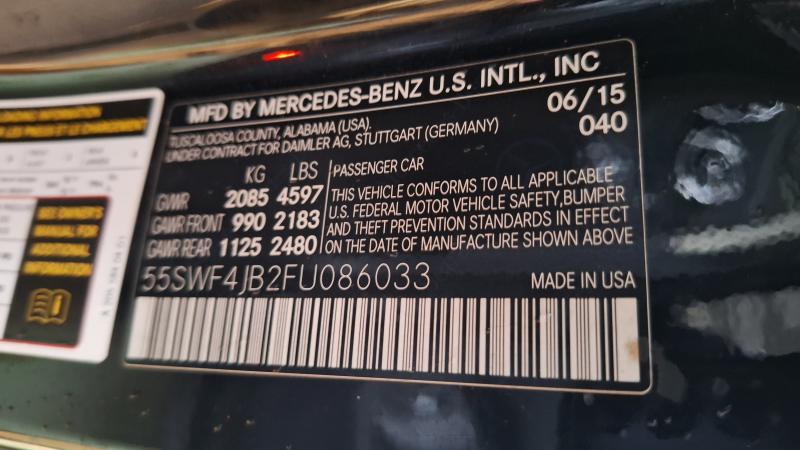 MFD BY MERCEDES-BENZ U.S. INTL., INC
TUSCALOOSA COUNTY, ALABAMA (USA),
UNDER CONTRACT FOR DAIMLER AG, STUTTGART (GERMANY)
06/15
040
KG LBS
GVWR 2085 4597
GAWR FRONT 990 2183
GAWR REAR 1125 2480
PASSENGER CAR
THIS VEHICLE CONFORMS TO ALL APPLICABLE
U.S. FEDERAL MOTOR VEHICLE SAFETY,BUMPER
AND THEFT PREVENTION STANDARDS IN EFFECT
ON THE DATE OF MANUFACTURE SHOWN ABOVE
55SWF4JB2FU086033
MADE IN USA
LOADING INFORMATION
SEE OWNER'S
MANUAL FOR
ADDITIONAL
INFORMATION